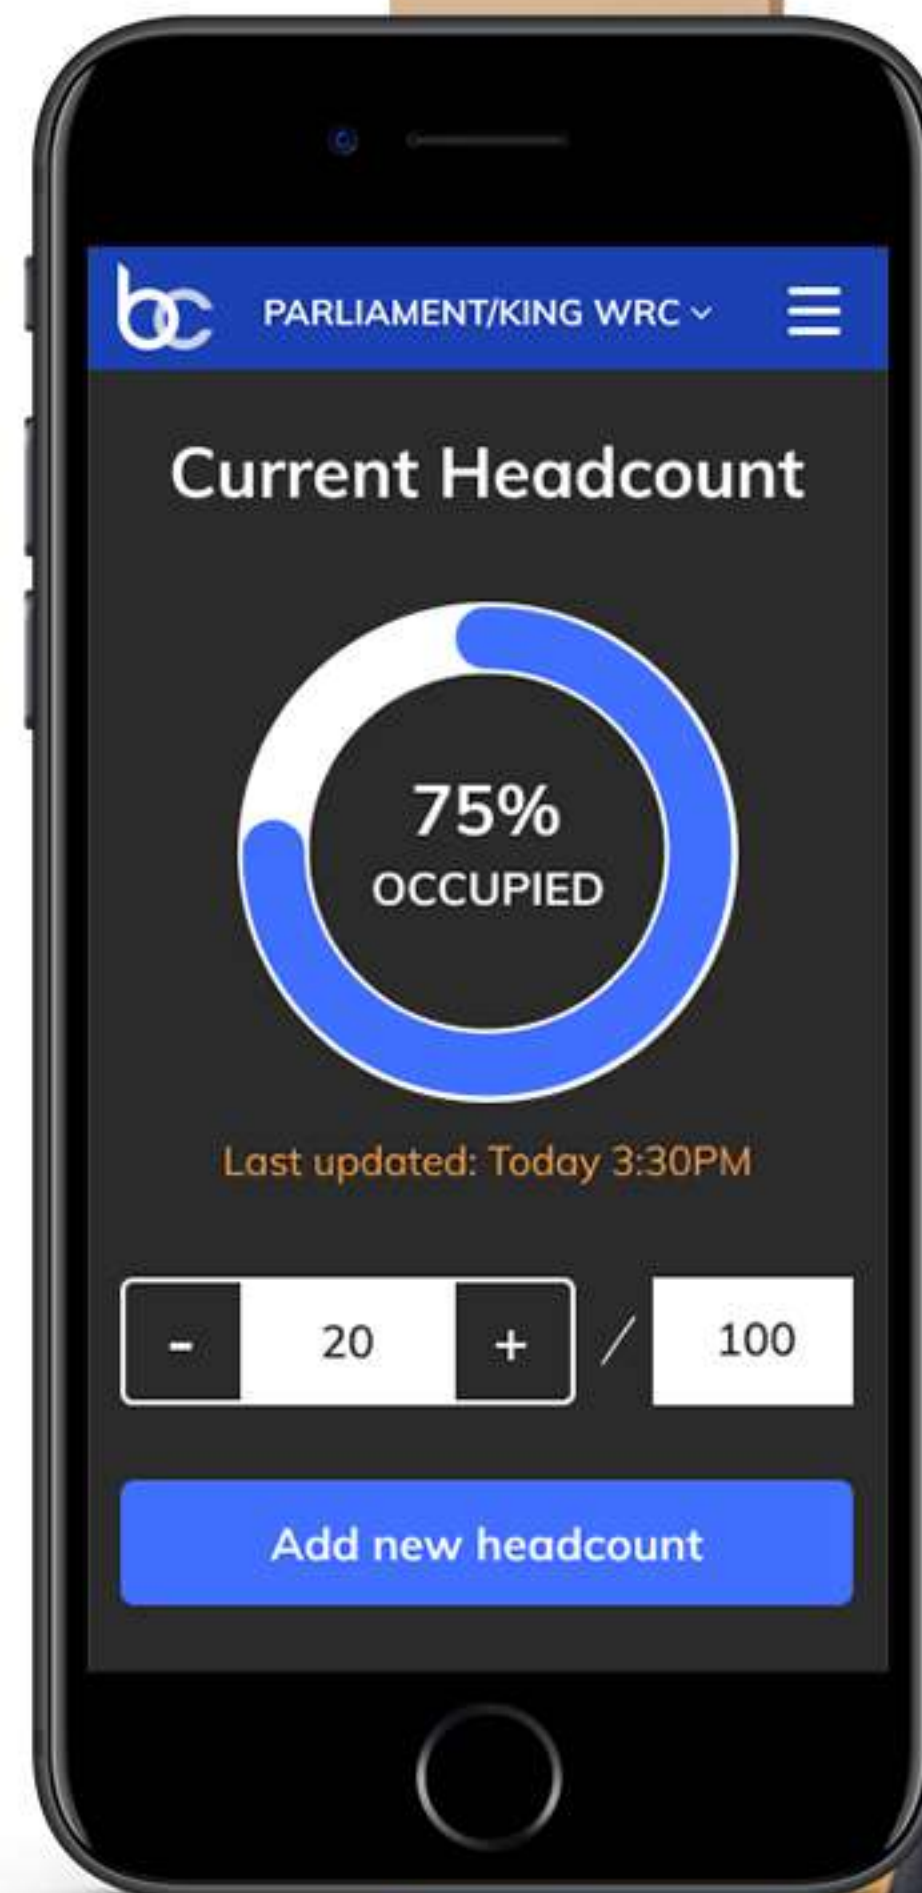 bc PARLIAMENT/KING WRC
Current Headcount
75%
OCCUPIED
Last updated: Today 3:30PM
- 20 + / 100
Add new headcount